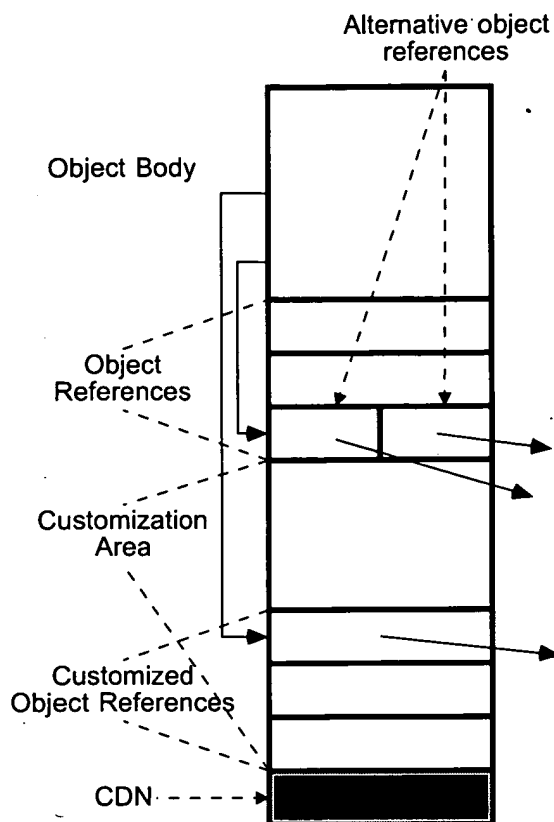 Alternative object
references
Object Body
Object
References
Customization
Area
Customized
Object References
CDN